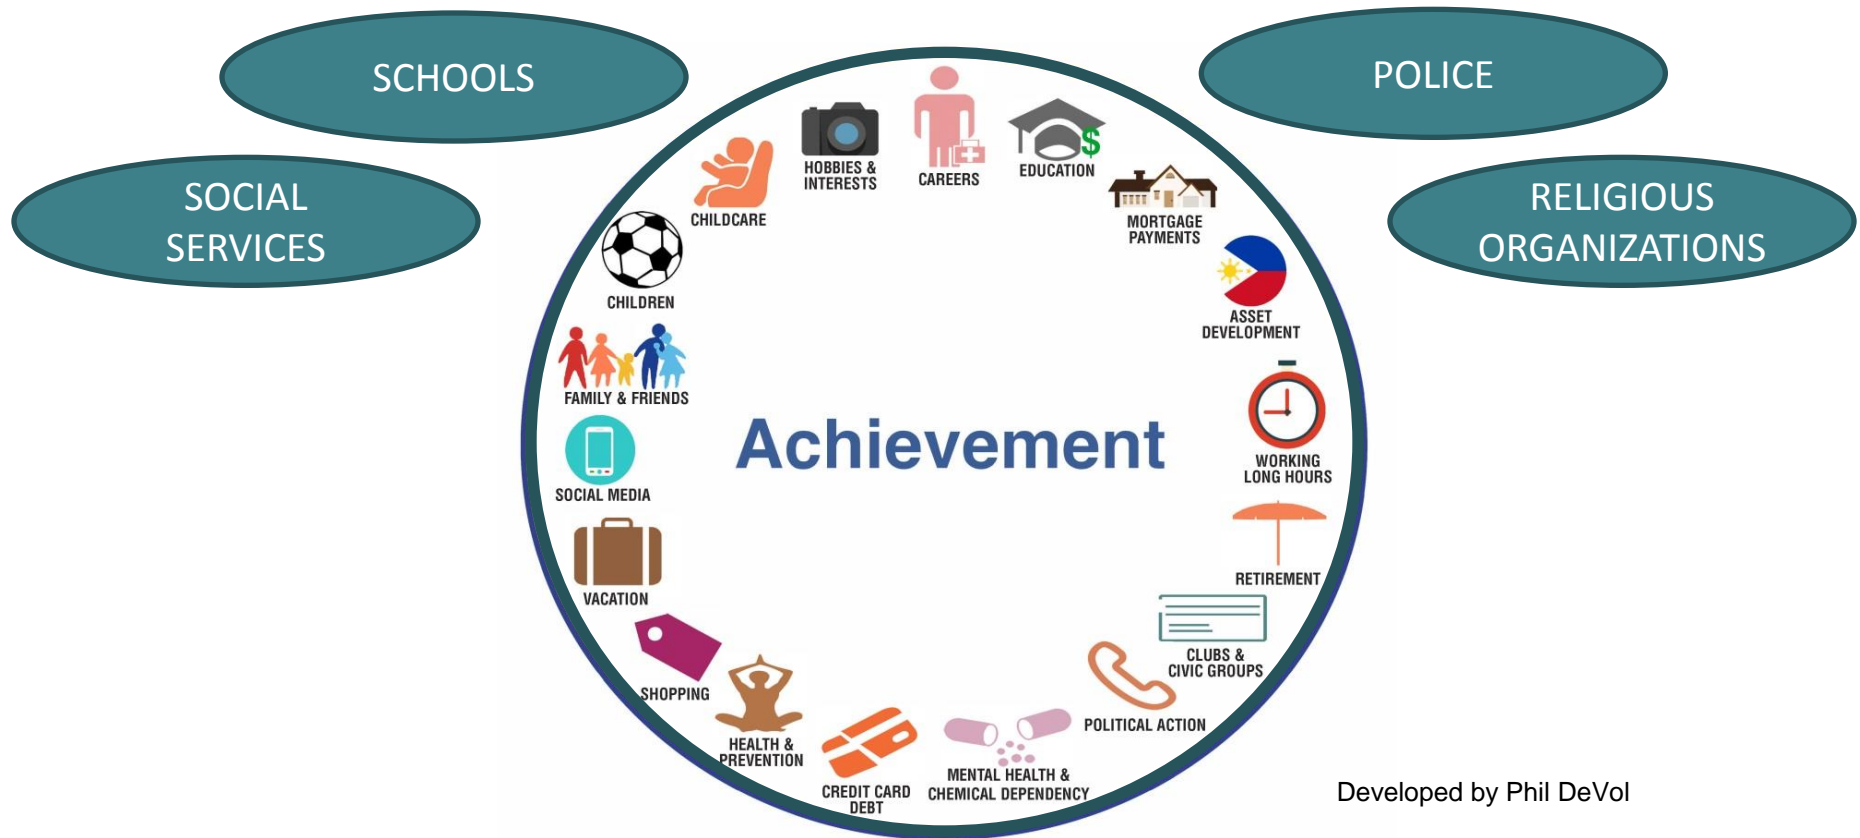 SCHOOLS
POLICE
SOCIAL
SERVICES
RELIGIOUS
ORGANIZATIONS
HOBBIES &
INTERESTS
CAREERS
$
EDUCATION
MORTGAGE
PAYMENTS
ASSET
DEVELOPMENT
WORKING
LONG HOURS
RETIREMENT
CLUBS &
CIVIC GROUPS
POLITICAL ACTION
MENTAL HEALTH &
CHEMICAL DEPENDENCY
CREDIT CARD
DEBT
HEALTH &
PREVENTION
SHOPPING
VACATION
SOCIAL MEDIA
FAMILY & FRIENDS
CHILDREN
CHILDCARE
Achievement
Developed by Phil DeVol